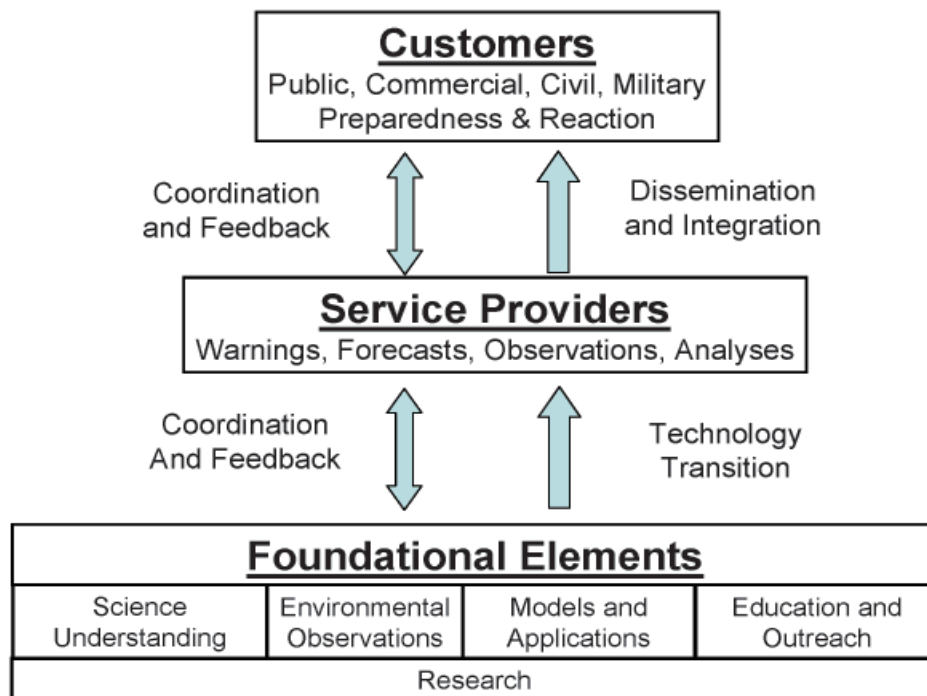 Customers
Public, Commercial, Civil, Military
Preparedness & Reaction
Coordination
and Feedback
Dissemination
and Integration
Service Providers
Warnings, Forecasts, Observations, Analyses
Coordination
And Feedback
Technology
Transition
Foundational Elements
Science
Understanding
Environmental
Observations
Models and
Applications
Education and
Outreach
Research